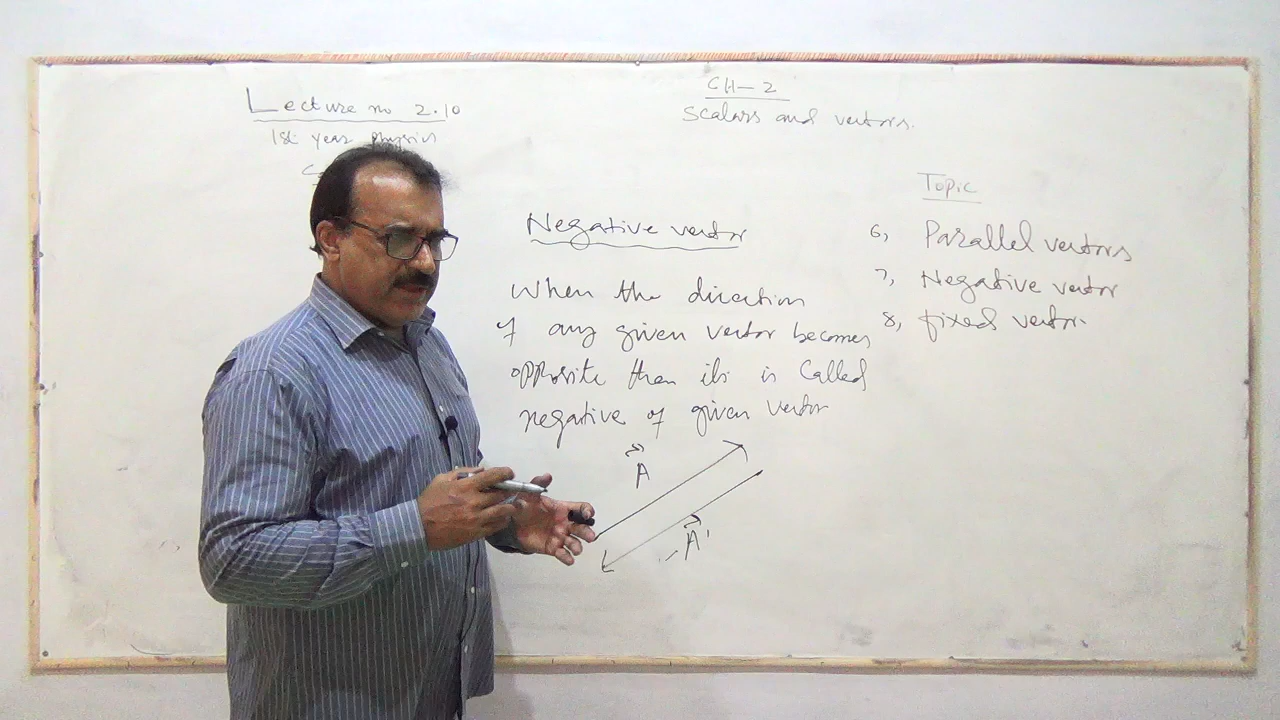 Lecture no 2.10
1st year physics
CH-2
Scalars and vectors.
Topic
6, Parallel vectors
7, Negative vector
8, fixed vector.
Negative vector
When the direction
of any given vector becomes
opposite then its is called
negative of given vector
A
-A